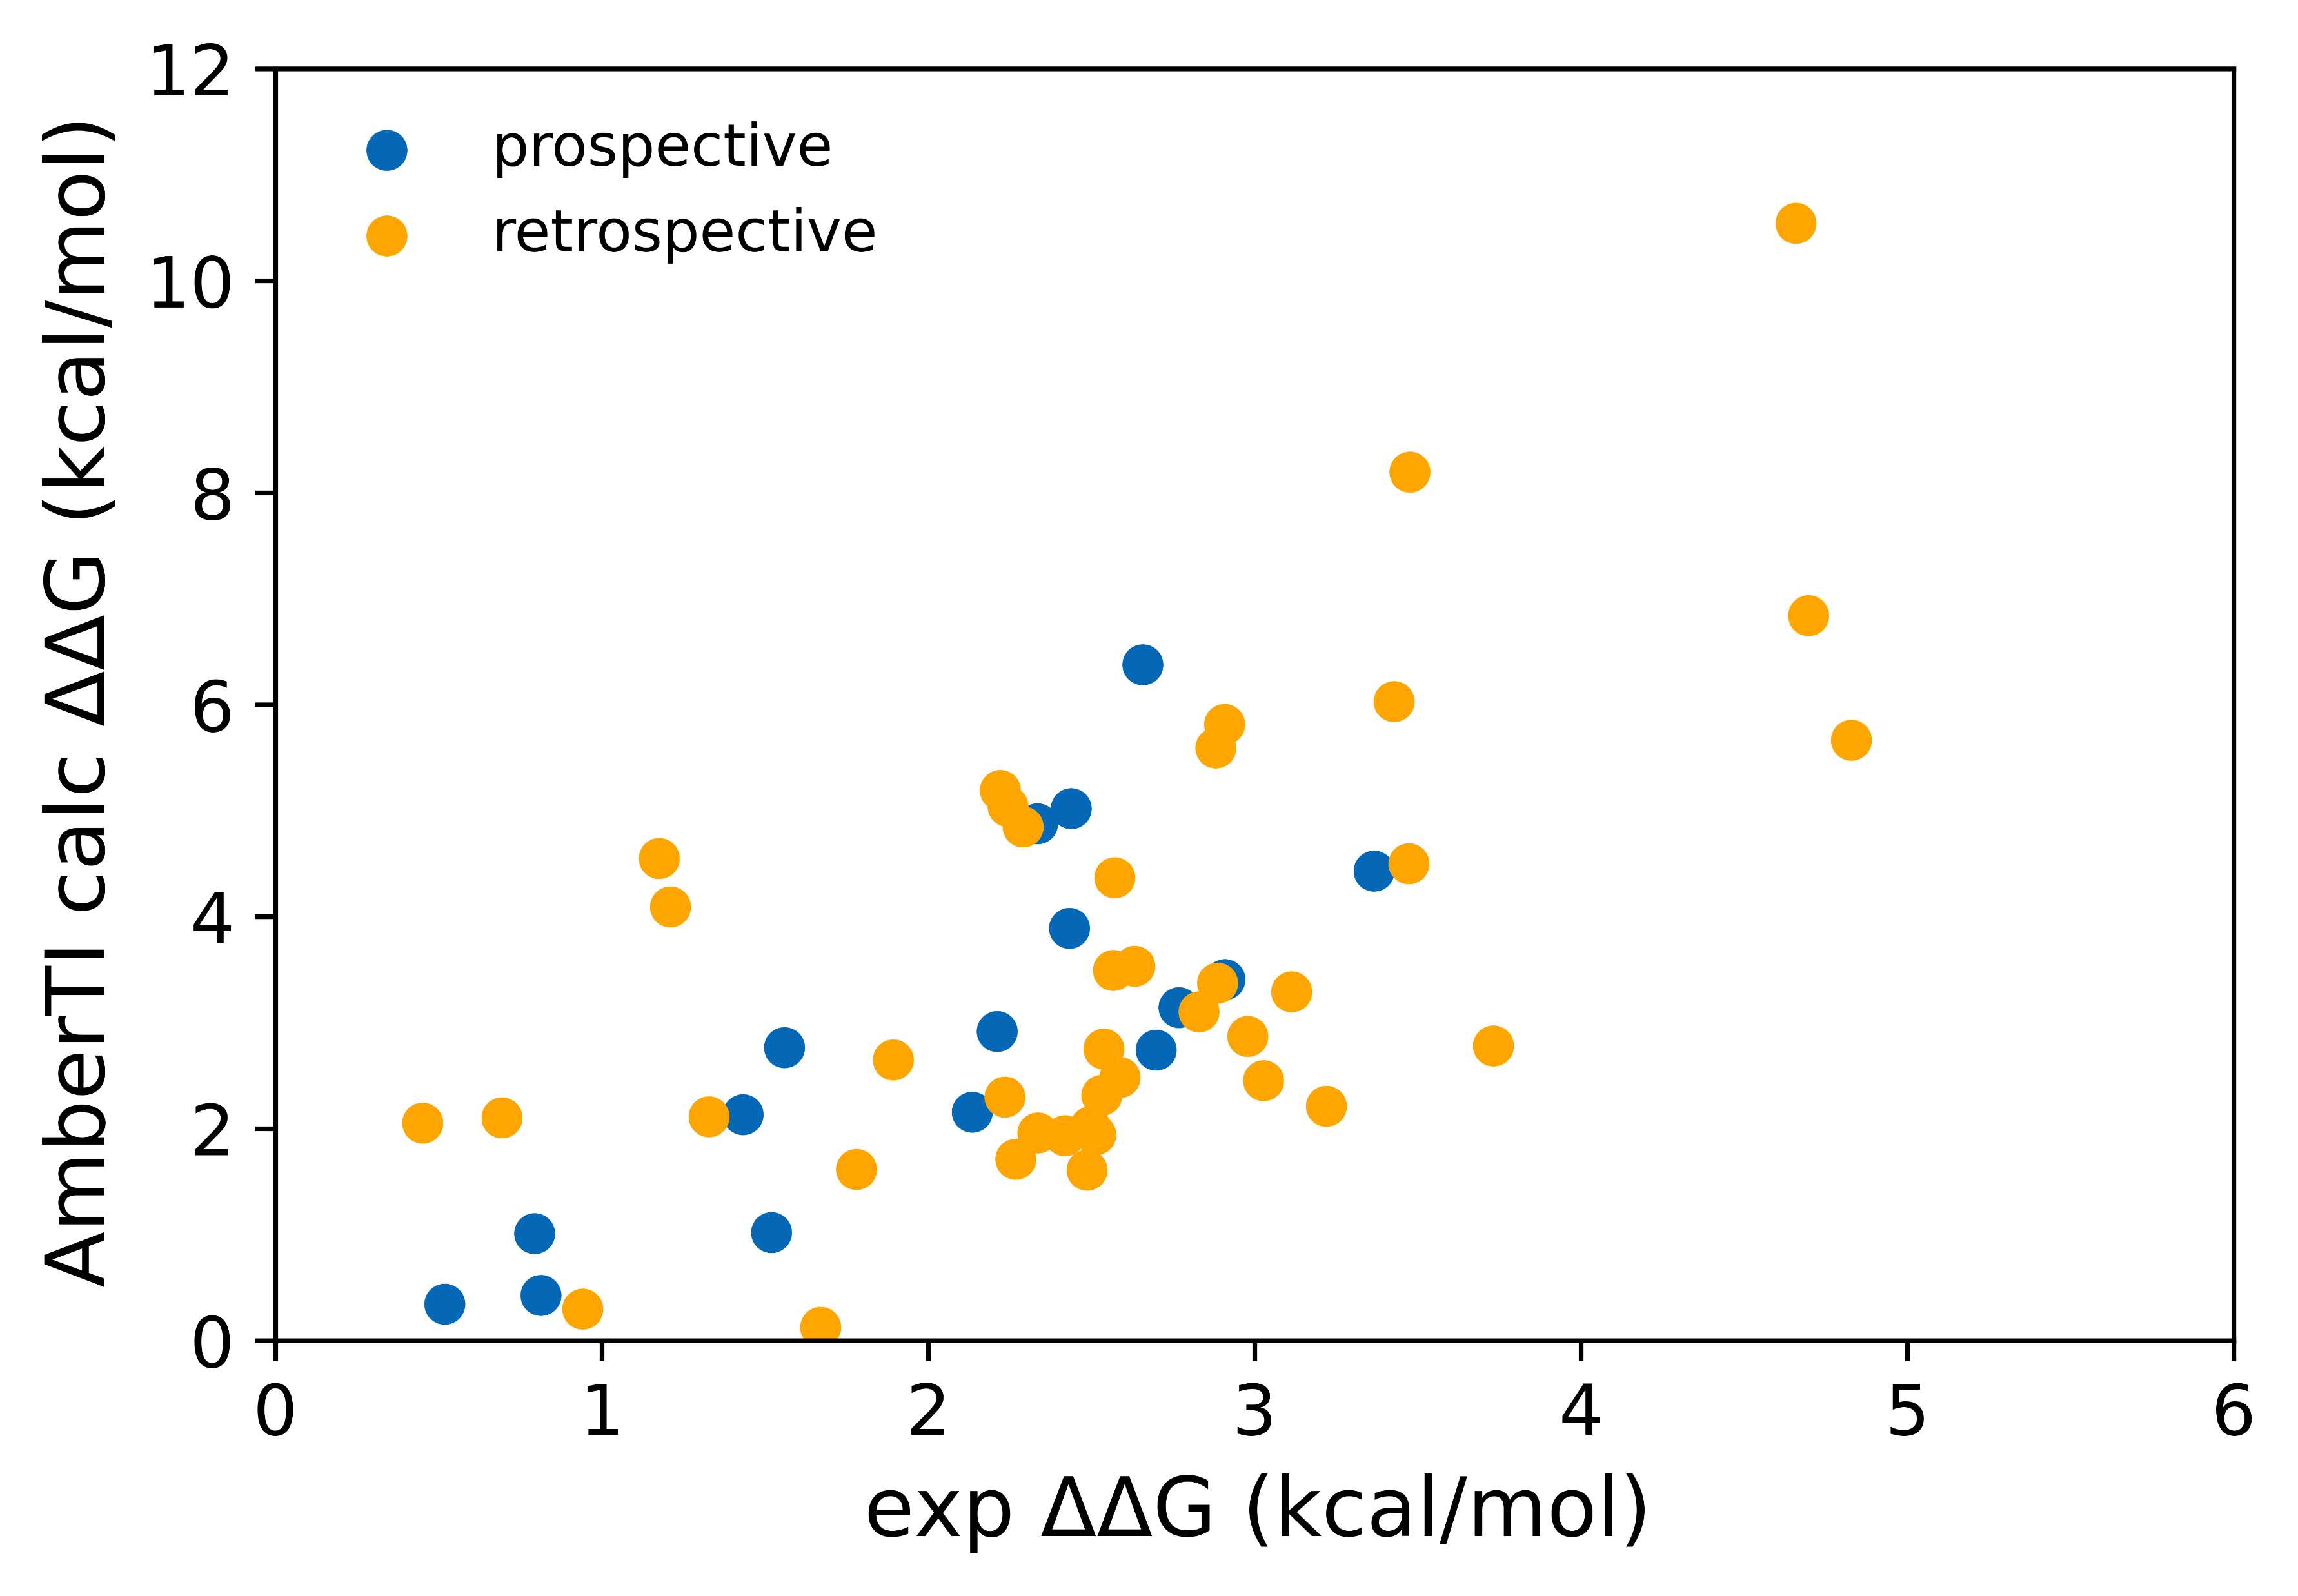 12
10
8
6
4
2
0
AmberTI calc ΔΔG (kcal/mol)
prospective
retrospective
0 1 2 3 4 5 6
exp ΔΔG (kcal/mol)